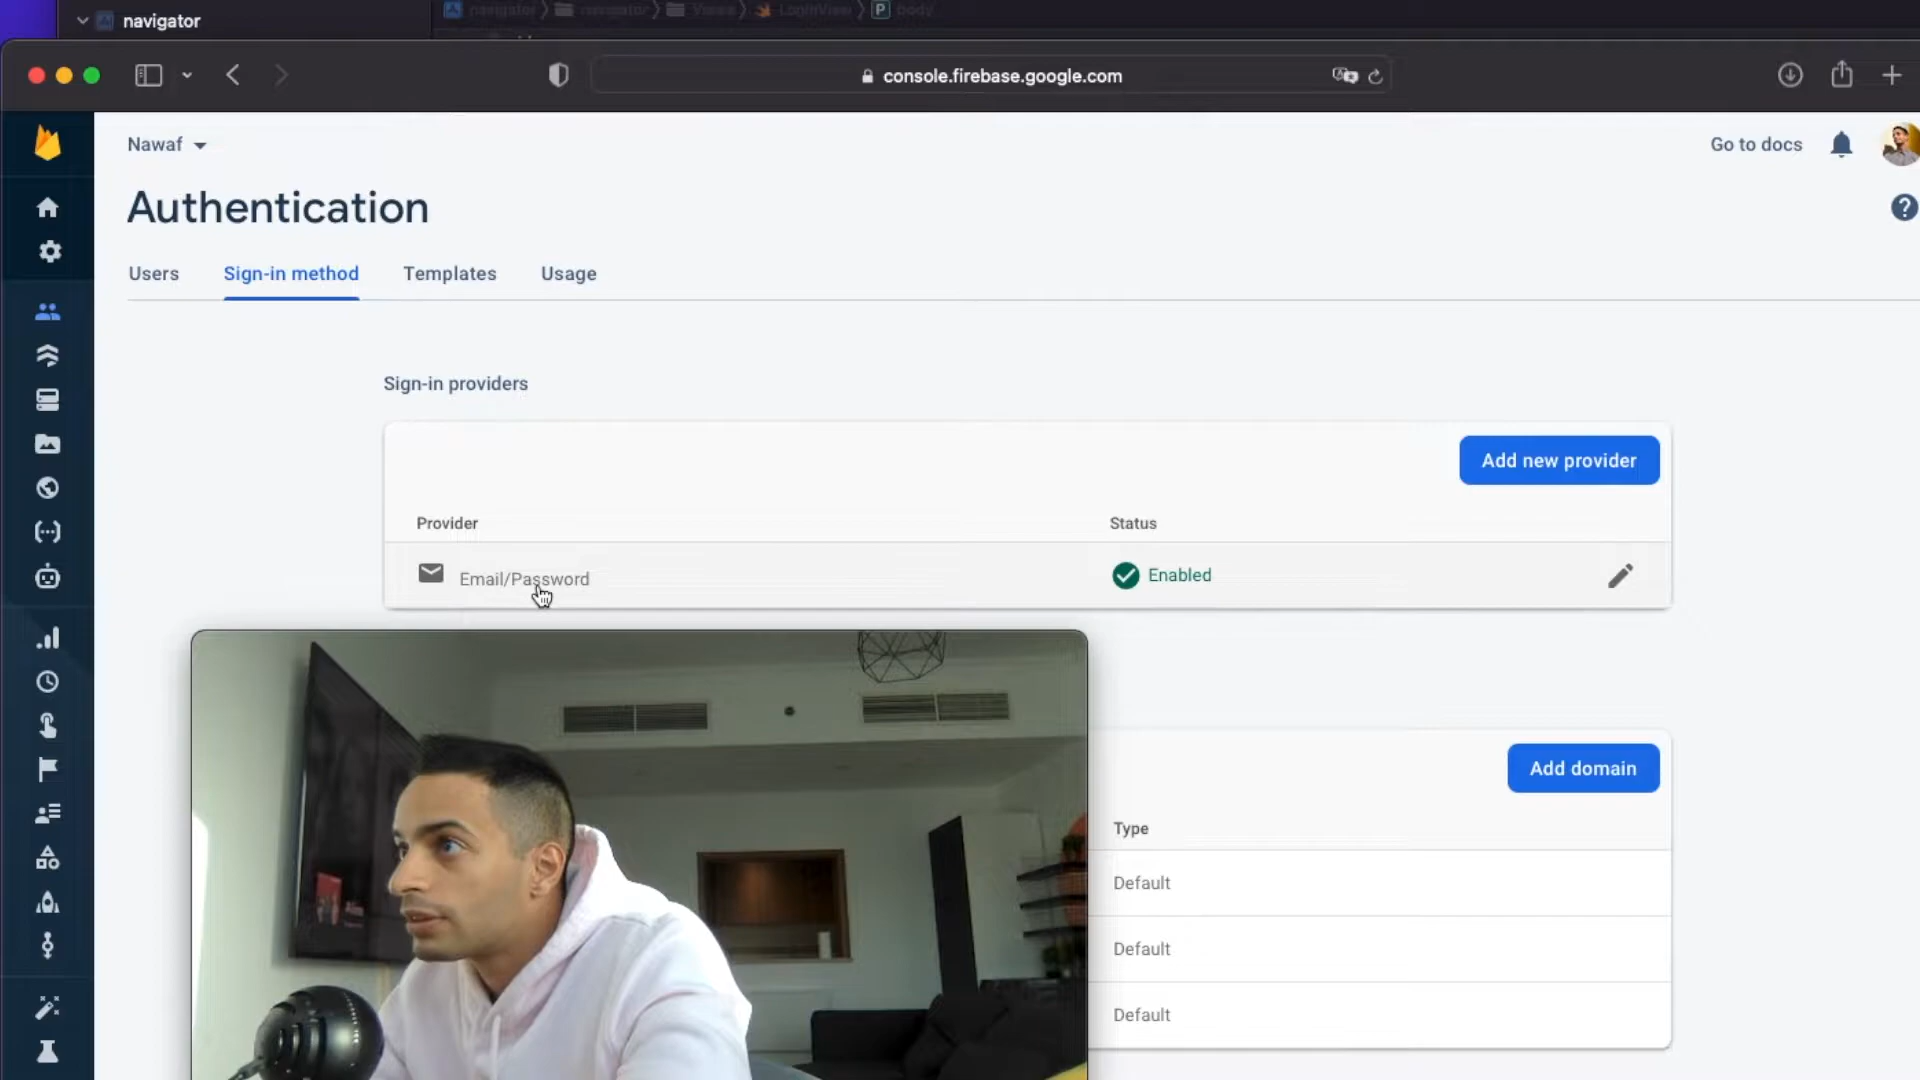 navigator
navigator navigator Views LoginView body
console.firebase.google.com
Nawaf
Go to docs
Authentication
Users Sign-in method Templates Usage
Sign-in providers
Add new provider
Provider Status
Email/Password Enabled
Add domain
Type
Default
Default
Default